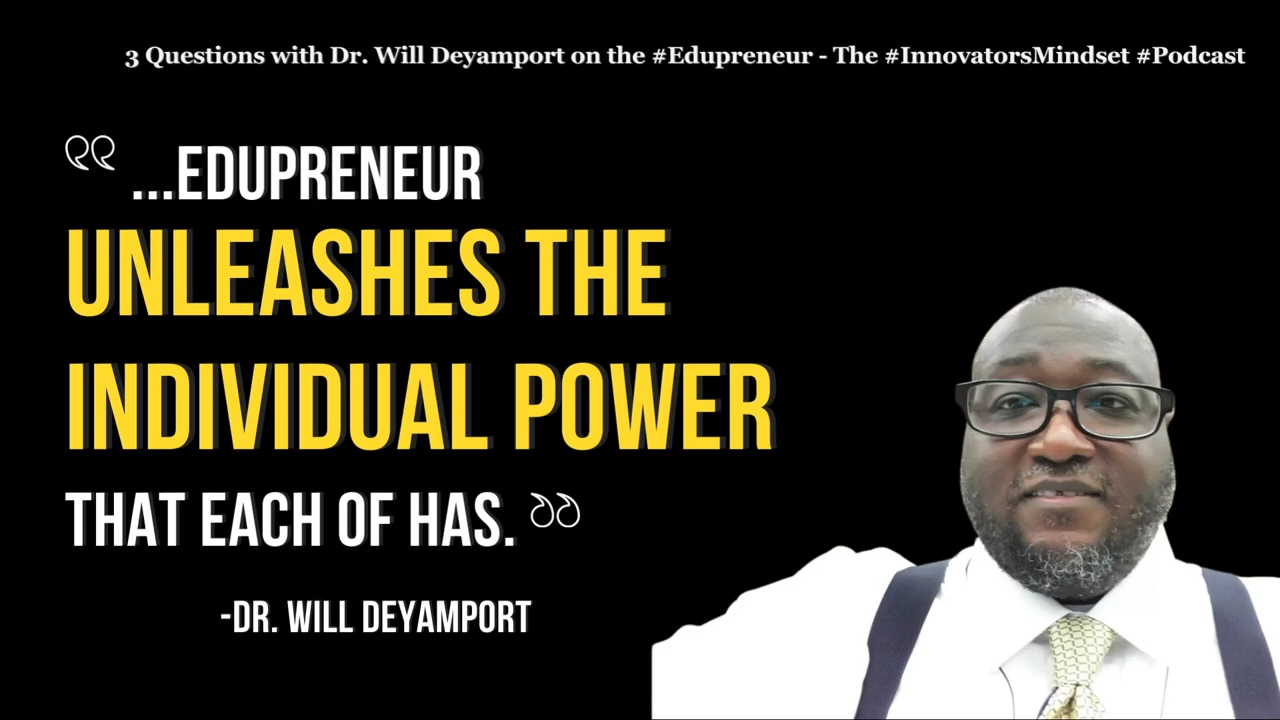 3 Questions with Dr. Will Deyamport on the #Edupreneur - The #InnovatorsMindset #Podcast
“ ...EDUPRENEUR
UNLEASHES THE
INDIVIDUAL POWER
THAT EACH OF HAS. ”
-DR. WILL DEYAMPORT